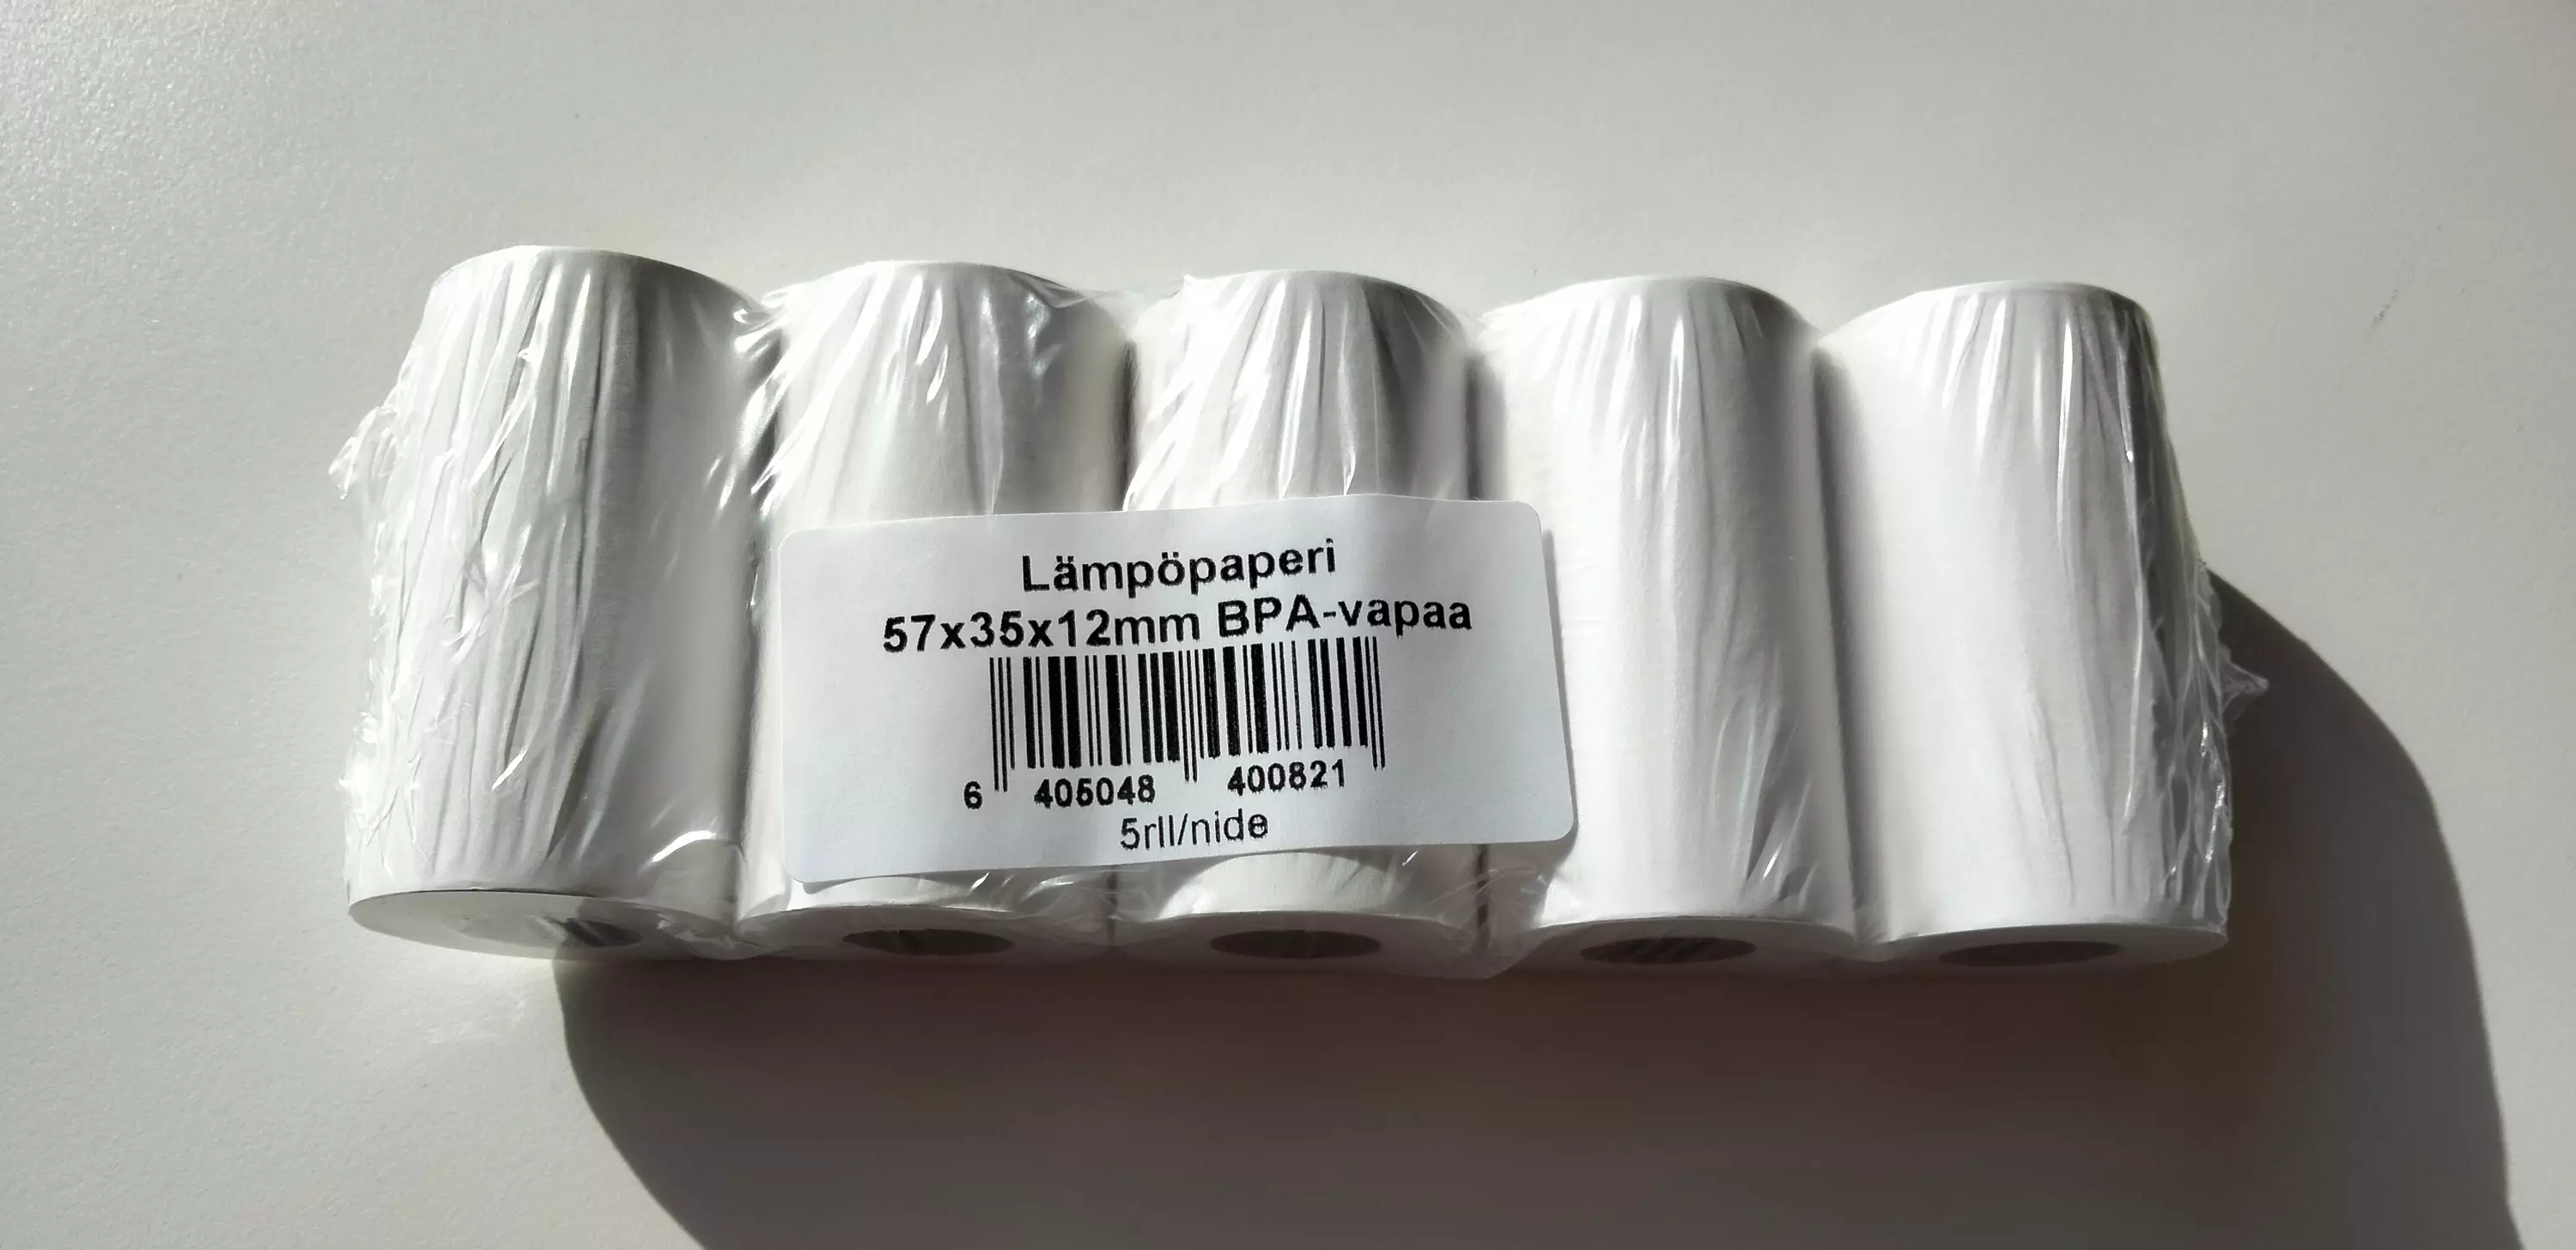 Lämpöpaperi
57x35x12mm BPA-vapaa
6 405048 400821
5rll/nide